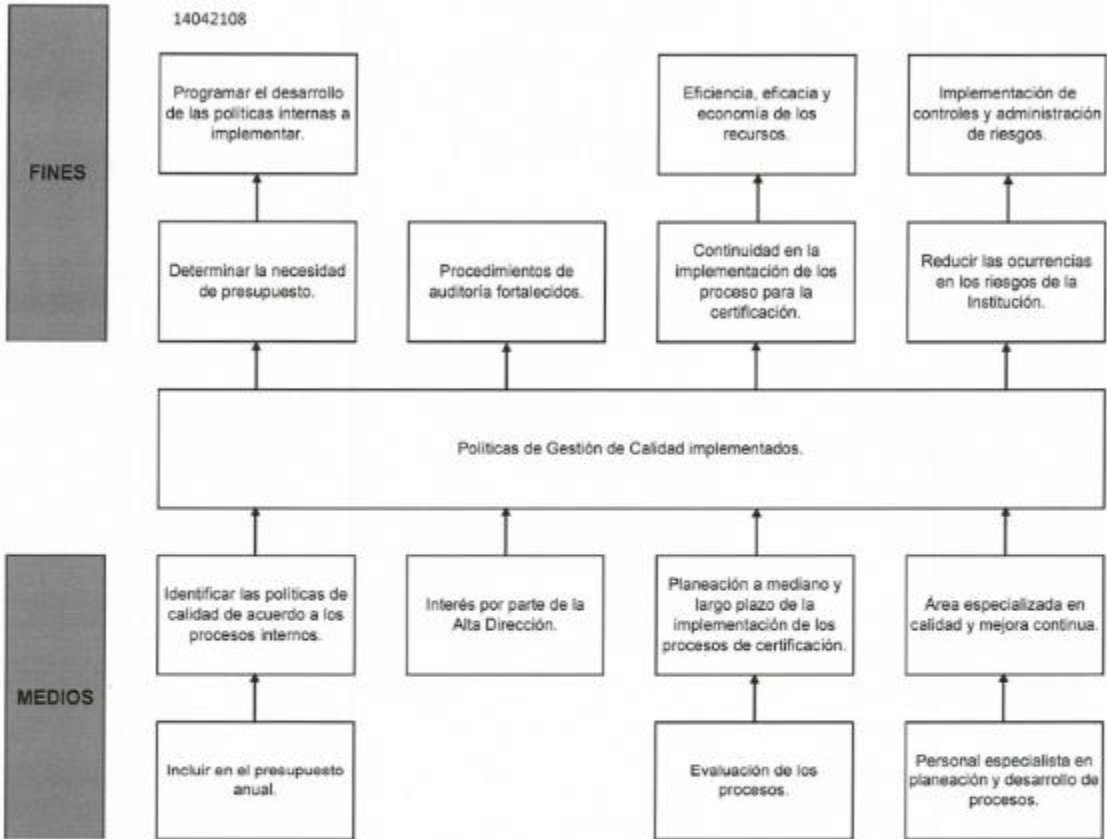 14042108
FINES
Programar el desarrollo
de las políticas internas a
implementar.
Eficiencia, eficacia y
economía de los
recursos.
Implementación de
controles y administración
de riesgos.
Determinar la necesidad
de presupuesto.
Procedimientos de
auditoría fortalecidos.
Continuidad en la
implementación de los
proceso para la
certificación.
Reducir las ocurrencias
en los riesgos de la
Institución.
Políticas de Gestión de Calidad implementados.
MEDIOS
Identificar las políticas de
calidad de acuerdo a los
procesos internos.
Interés por parte de la
Alta Dirección.
Planeación a mediano y
largo plazo de la
implementación de los
procesos de certificación.
Área especializada en
calidad y mejora continua.
Incluir en el presupuesto
anual.
Evaluación de los
procesos.
Personal especialista en
planeación y desarrollo de
procesos.